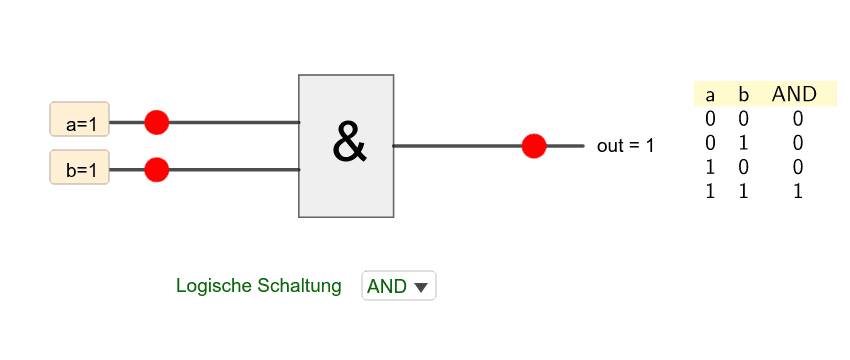 a=1
b=1
&
out = 1
a b AND
0 0 0
0 1 0
1 0 0
1 1 1
Logische Schaltung AND